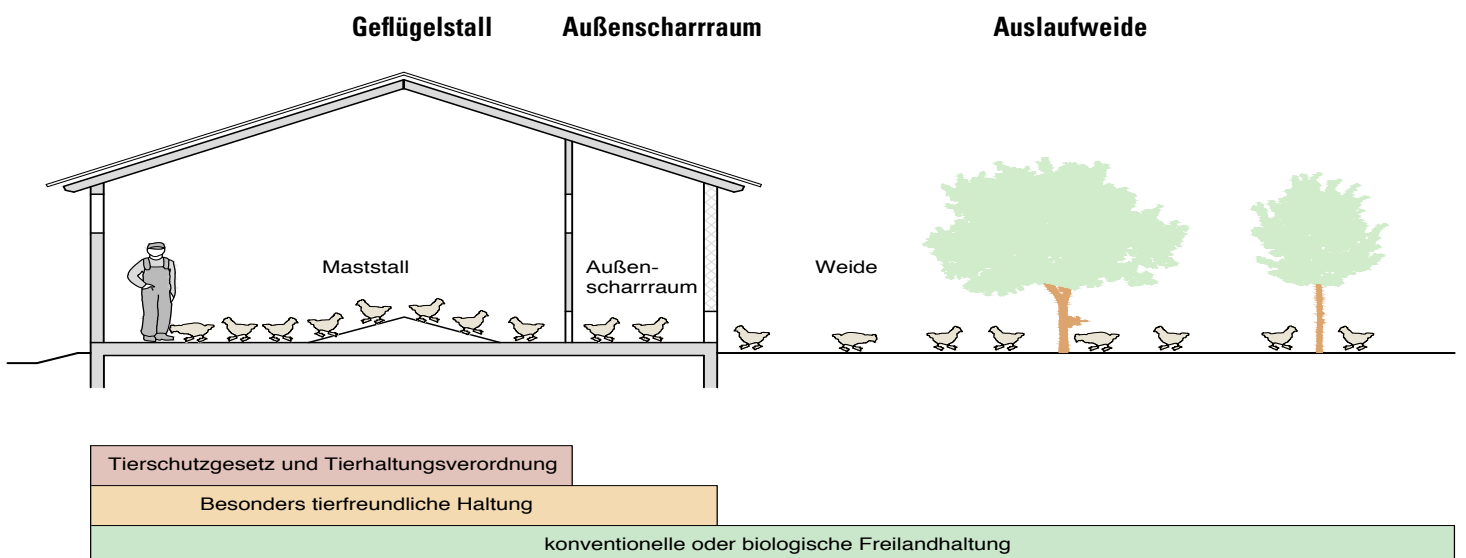 Geflügelstall Außenscharrraum Auslaufweide
Maststall
Außen-
scharrraum
Weide
Tierschutzgesetz und Tierhaltungsverordnung
Besonders tierfreundliche Haltung
konventionelle oder biologische Freilandhaltung